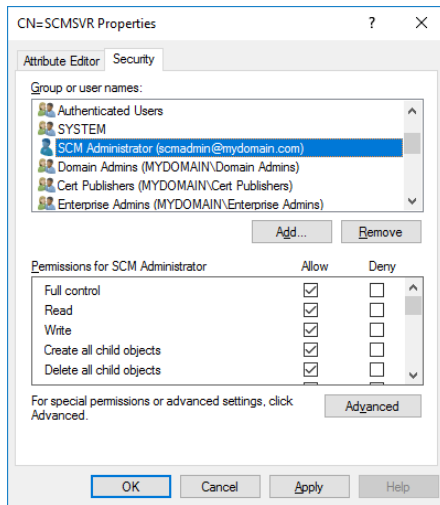 CN=SCMSVR Properties ? ×
Attribute Editor Security
Group or user names:
Authenticated Users
SYSTEM
SCM Administrator (scmadmin@mydomain.com)
Domain Admins (MYDOMAIN\Domain Admins)
Cert Publishers (MYDOMAIN\Cert Publishers)
Enterprise Admins (MYDOMAIN\Enterprise Admins)
Add... Remove
Permissions for SCM Administrator Allow Deny
Full control
Read
Write
Create all child objects
Delete all child objects
For special permissions or advanced settings, click
Advanced.
Advanced
OK Cancel Apply Help